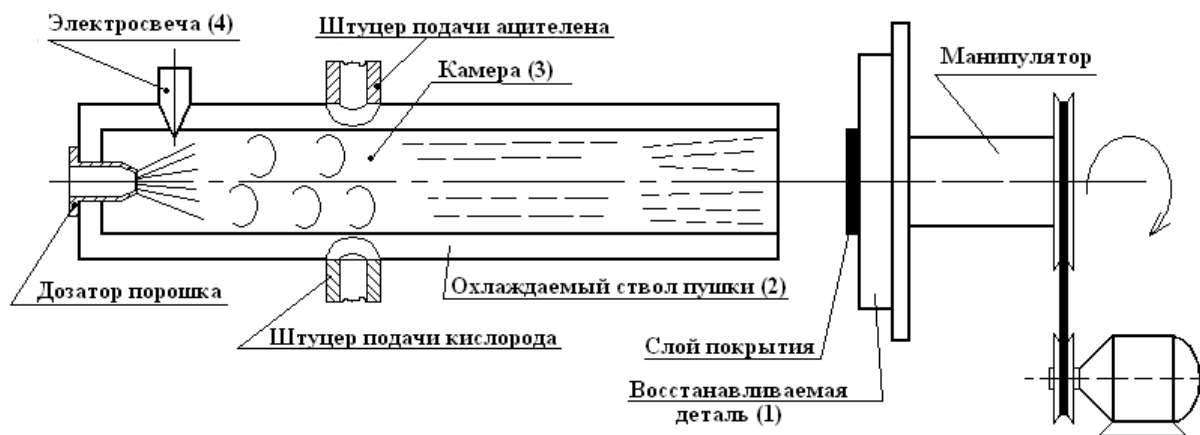 Электросвеча (4)
Штуцер подачи ацителена
Камера (3)
Манипулятор
Дозатор порошка
Охлаждаемый ствол пушки (2)
Штуцер подачи кислорода
Слой покрытия
Восстанавливаемая
деталь (1)